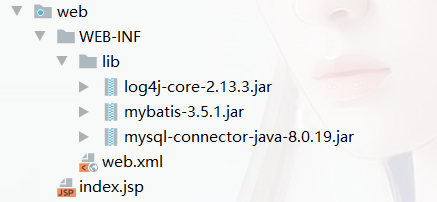 web
WEB-INF
lib
log4j-core-2.13.3.jar
mybatis-3.5.1.jar
mysql-connector-java-8.0.19.jar
web.xml
index.jsp